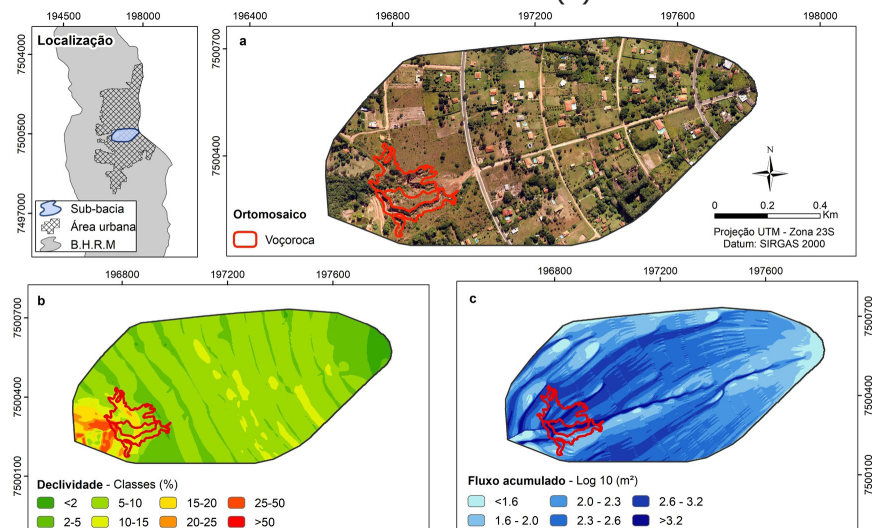 194500 198000
7504000
7500500
7497000
Localização
Sub-bacia
Área urbana
B.H.R.M
196400 196800 197200 197600 198000
7500700
7500400
a
Ortomosaico
Voçoroca
N
0 0.2 0.4
Km
Projeção UTM - Zona 23S
Datum: SIRGAS 2000
196800 197200 197600
7500700
7500400
7500100
b
Declividade - Classes (%)
<2 5-10 15-20 25-50
2-5 10-15 20-25 >50
196800 197200 197600
7500700
7500400
7500100
c
Fluxo acumulado - Log 10 (m²)
<1.6 2.0 - 2.3 2.6 - 3.2
1.6 - 2.0 2.3 - 2.6 >3.2